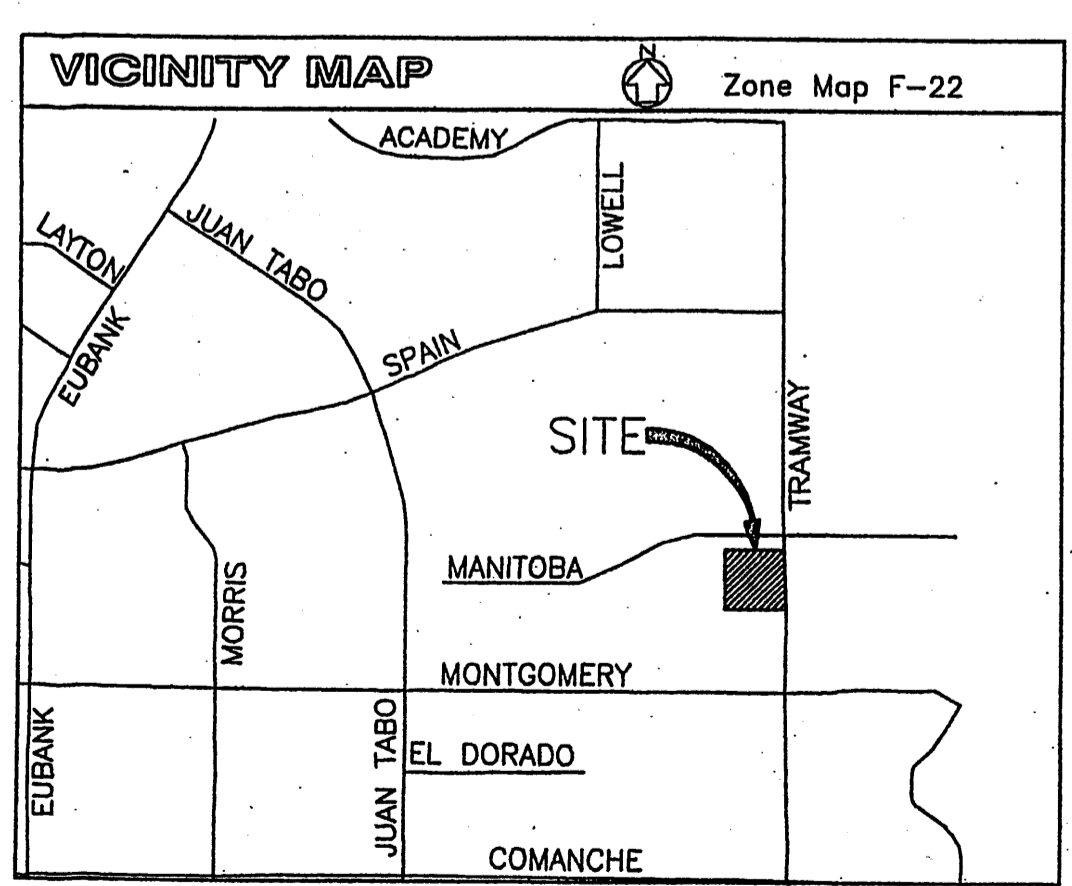 VICINITY MAP
N
Zone Map F-22
ACADEMY
LOWELL
JUAN TABO
LAYTON
EUBANK
SPAIN
SITE
TRAMWAY
MANITOBA
MORRIS
MONTGOMERY
EUBANK
JUAN TABO
EL DORADO
COMANCHE